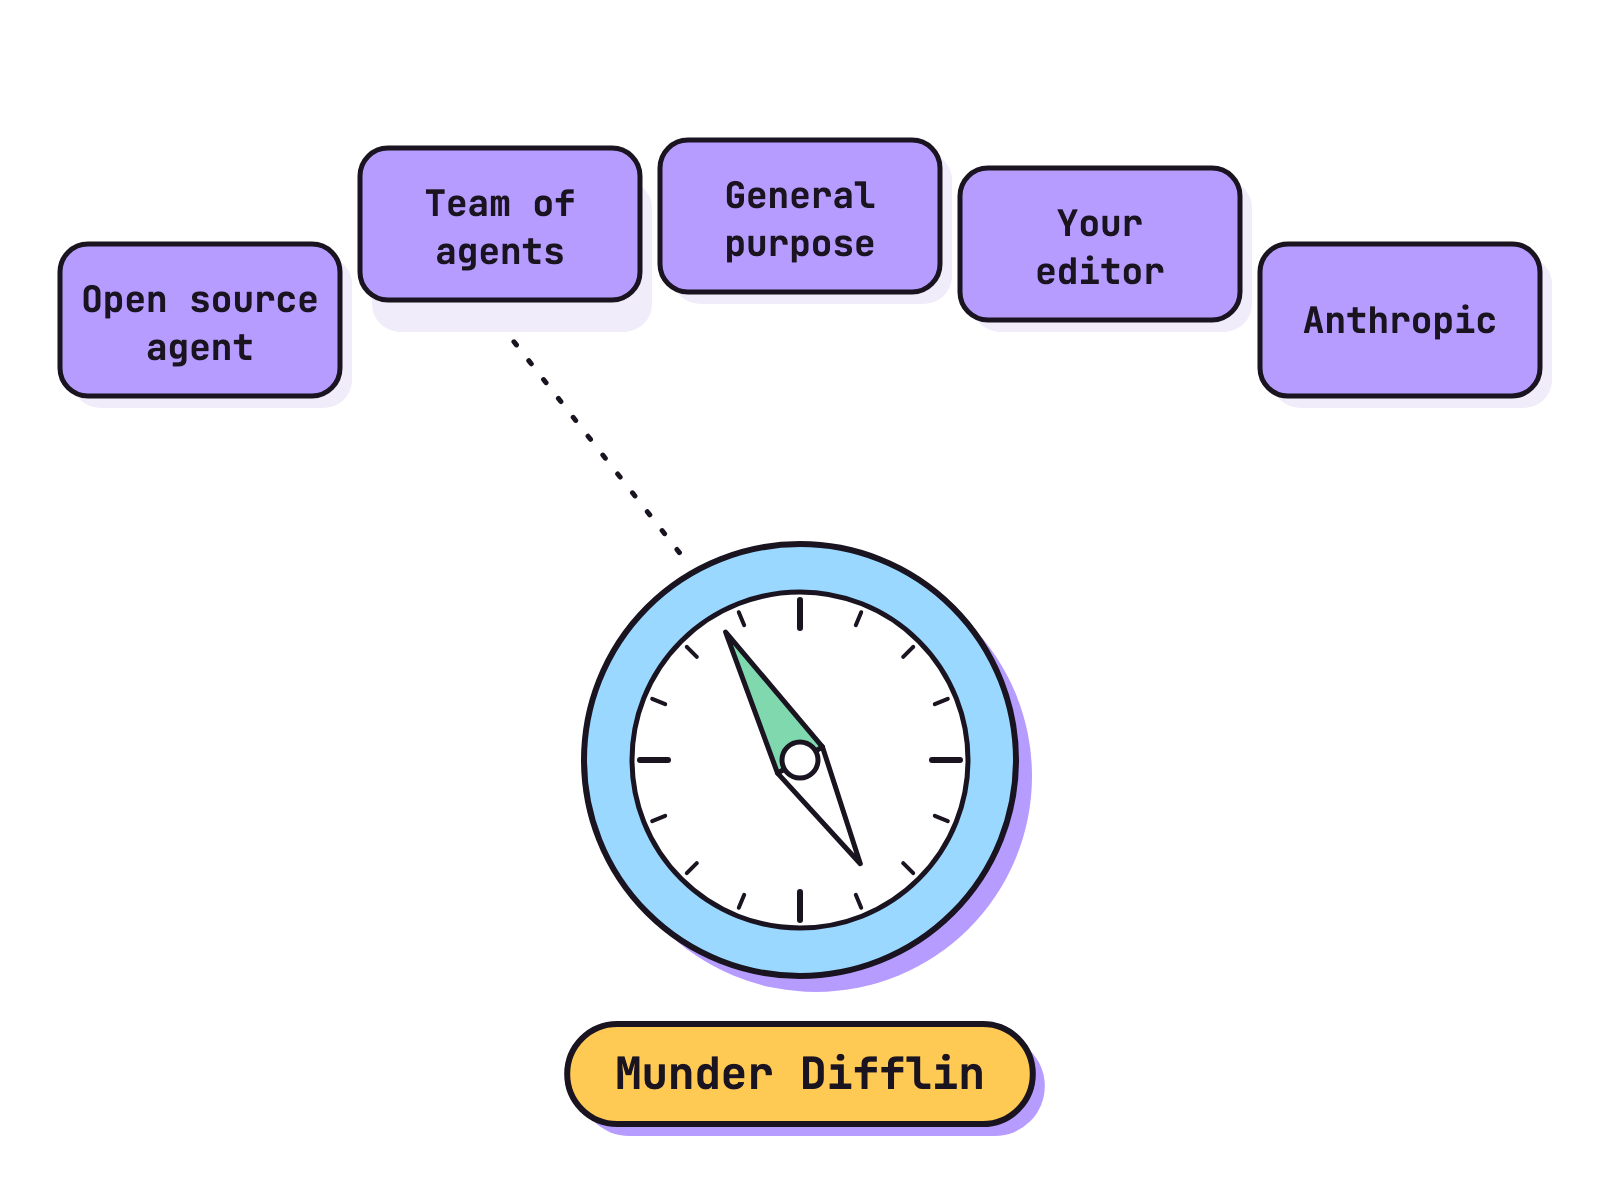 Open source
agent
Team of
agents
General
purpose
Your
editor
Anthropic
Munder Difflin